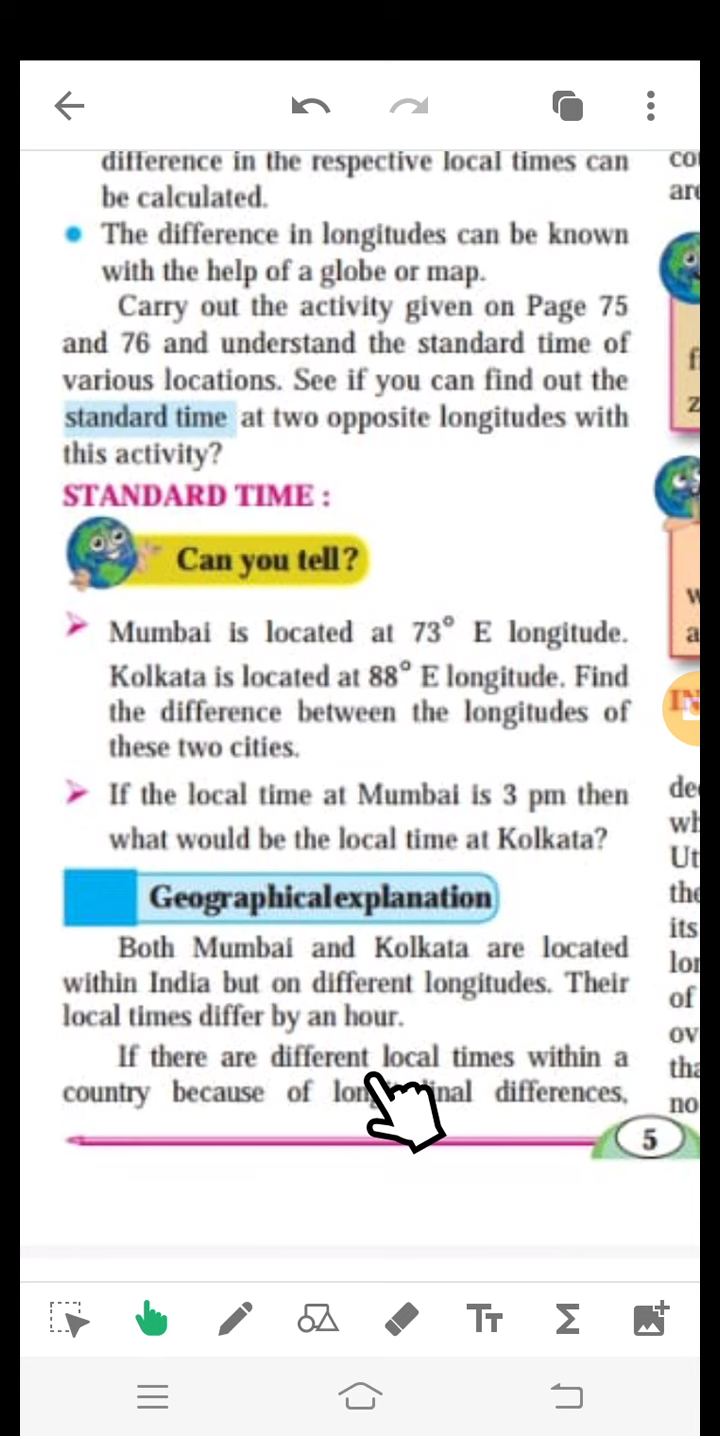 difference in the respective local times can
be calculated.
• The difference in longitudes can be known
with the help of a globe or map.
Carry out the activity given on Page 75
and 76 and understand the standard time of
various locations. See if you can find out the
standard time at two opposite longitudes with
this activity?
STANDARD TIME :
Can you tell?
➤ Mumbai is located at 73° E longitude.
Kolkata is located at 88° E longitude. Find
the difference between the longitudes of
these two cities.
➤ If the local time at Mumbai is 3 pm then
what would be the local time at Kolkata?
Geographicalexplanation
Both Mumbai and Kolkata are located
within India but on different longitudes. Their
local times differ by an hour.
If there are different local times within a
country because of differences,
5
Tt
Σ